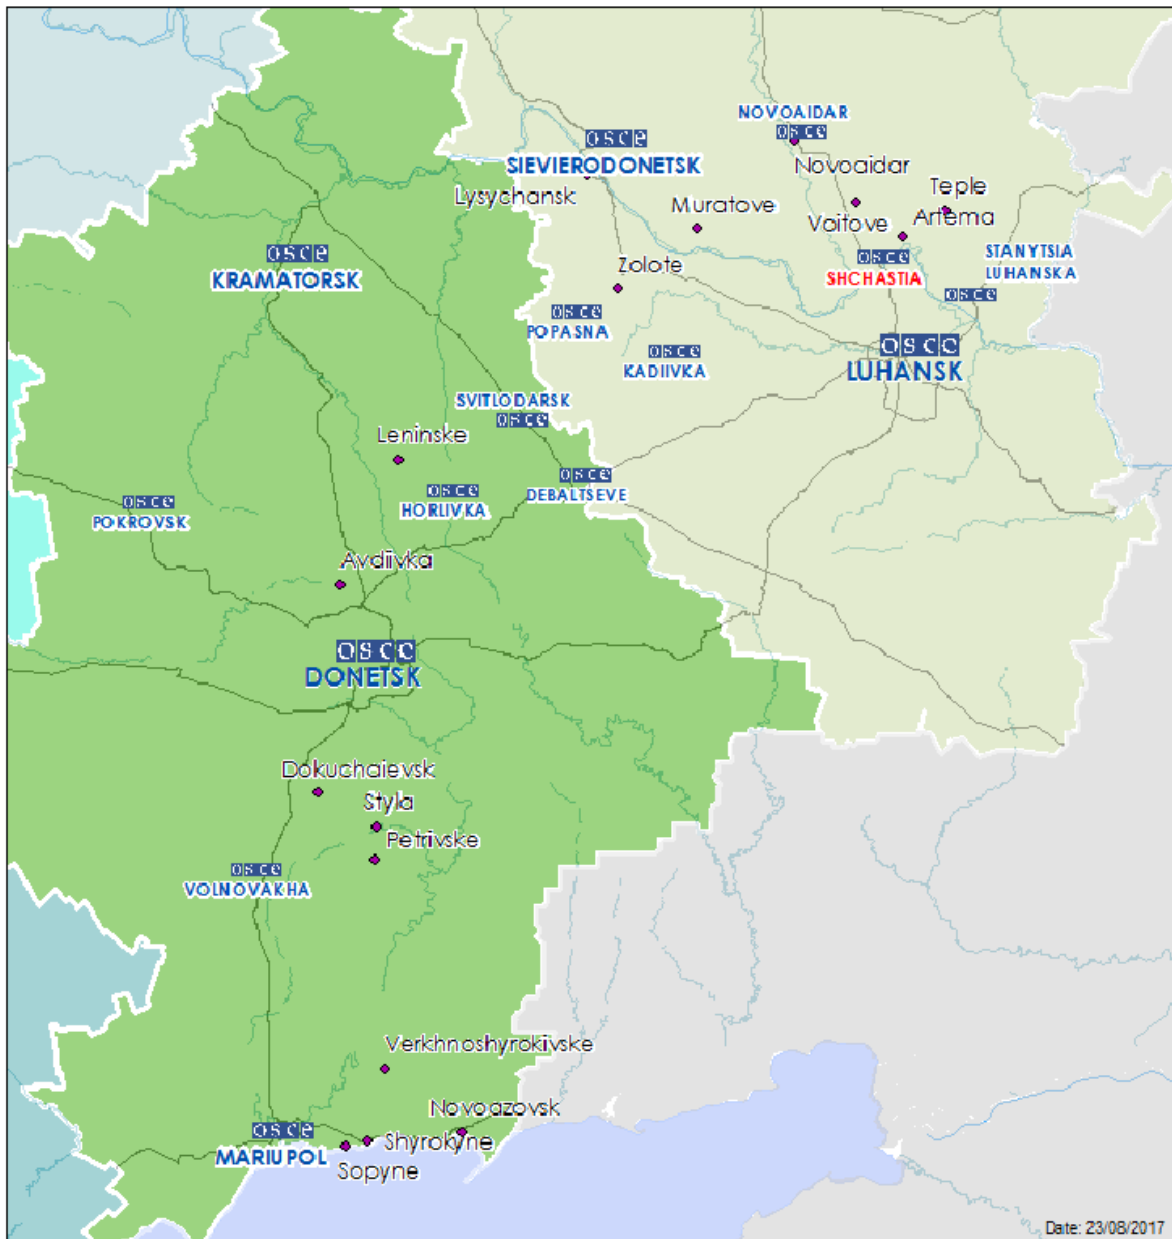 NOVOAIDAR
osce
osce
SIEVIERODONETSK
Novoaidar
Lysychansk
Teple
Muratove
Voitove
Artema
osce
KRAMATORSK
osce
SHCHASTIA
STANYTSIA
LUHANSKA
osce
Zolote
osce
POPASNA
osce
KADIIVKA
osce
LUHANSK
SVITLODARSK
osce
Leninske
osce
DEBALTSEVE
osce
HORLIVKA
osce
POKROVSK
Avdiivka
osce
DONETSK
Dokuchaievsk
Styla
Petrivske
osce
VOLNOVAKHA
Verkhnoshyrokivske
Novoazovsk
osce
MARIUPOL
Shyrokyne
Sopyne
Date: 23/08/2017